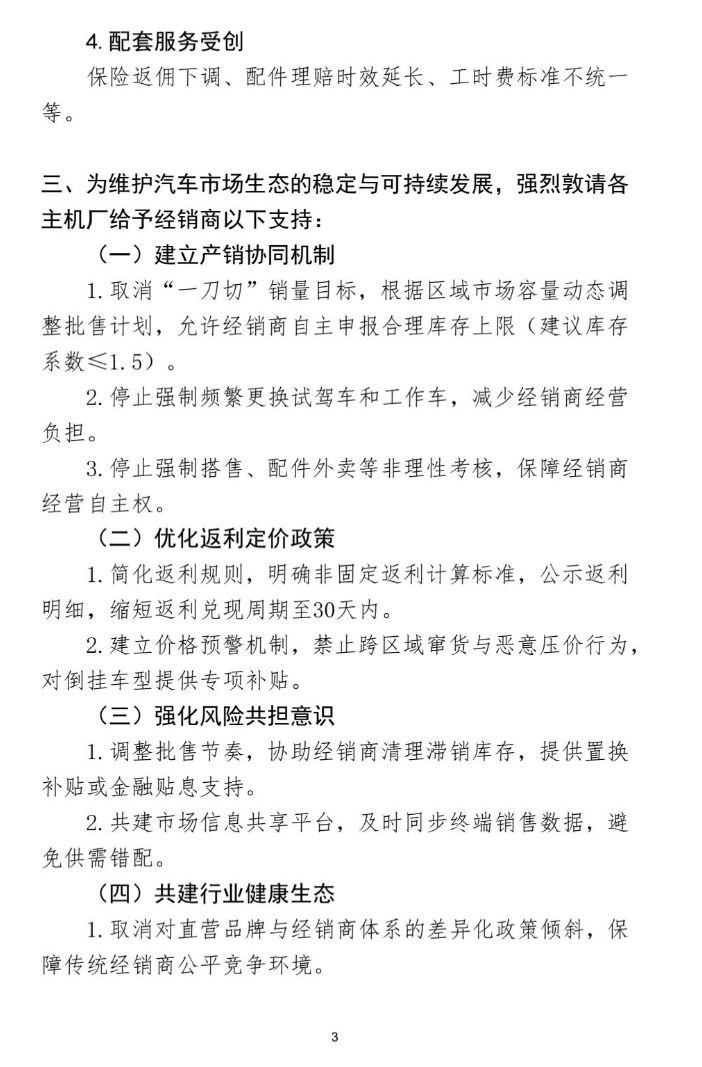 4. 配套服务受创
保险返佣下调、配件理赔时效延长、工时费标准不统一
等。
三、为维护汽车市场生态的稳定与可持续发展，强烈敦请各
主机厂给予经销商以下支持：
（一）建立产销协同机制
1. 取消“一刀切”销量目标，根据区域市场容量动态调
整批售计划，允许经销商自主申报合理库存上限（建议库存
系数≤1.5）。
2. 停止强制频繁更换试驾车和工作车，减少经销商经营
负担。
3. 停止强制搭售、配件外卖等非理性考核，保障经销商
经营自主权。
（二）优化返利定价政策
1. 简化返利规则，明确非固定返利计算标准，公示返利
明细，缩短返利兑现周期至30天内。
2. 建立价格预警机制，禁止跨区域窜货与恶意压价行为，
对倒挂车型提供专项补贴。
（三）强化风险共担意识
1. 调整批售节奏，协助经销商清理滞销库存，提供置换
补贴或金融贴息支持。
2. 共建市场信息共享平台，及时同步终端销售数据，避
免供需错配。
（四）共建行业健康生态
1. 取消对直营品牌与经销商体系的差异化政策倾斜，保
障传统经销商公平竞争环境。
3